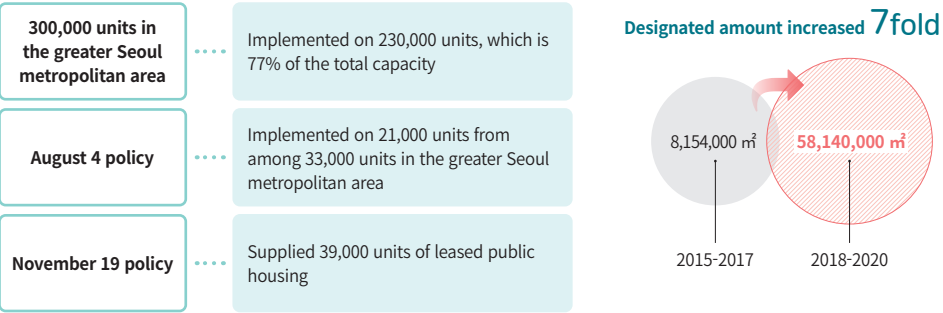 300,000 units in
the greater Seoul
metropolitan area
Implemented on 230,000 units, which is
77% of the total capacity
August 4 policy
Implemented on 21,000 units from
among 33,000 units in the greater Seoul
metropolitan area
November 19 policy
Supplied 39,000 units of leased public
housing
Designated amount increased 7fold
8,154,000 ㎡
58,140,000 ㎡
2015-2017
2018-2020